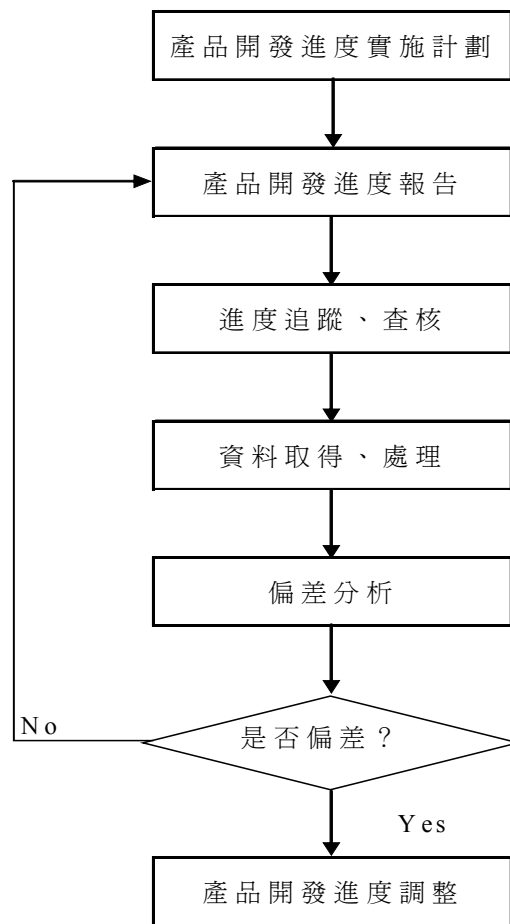 產品開發進度實施計劃
產品開發進度報告
進度追蹤、查核
資料取得、處理
偏差分析
是否偏差？
No
Yes
產品開發進度調整